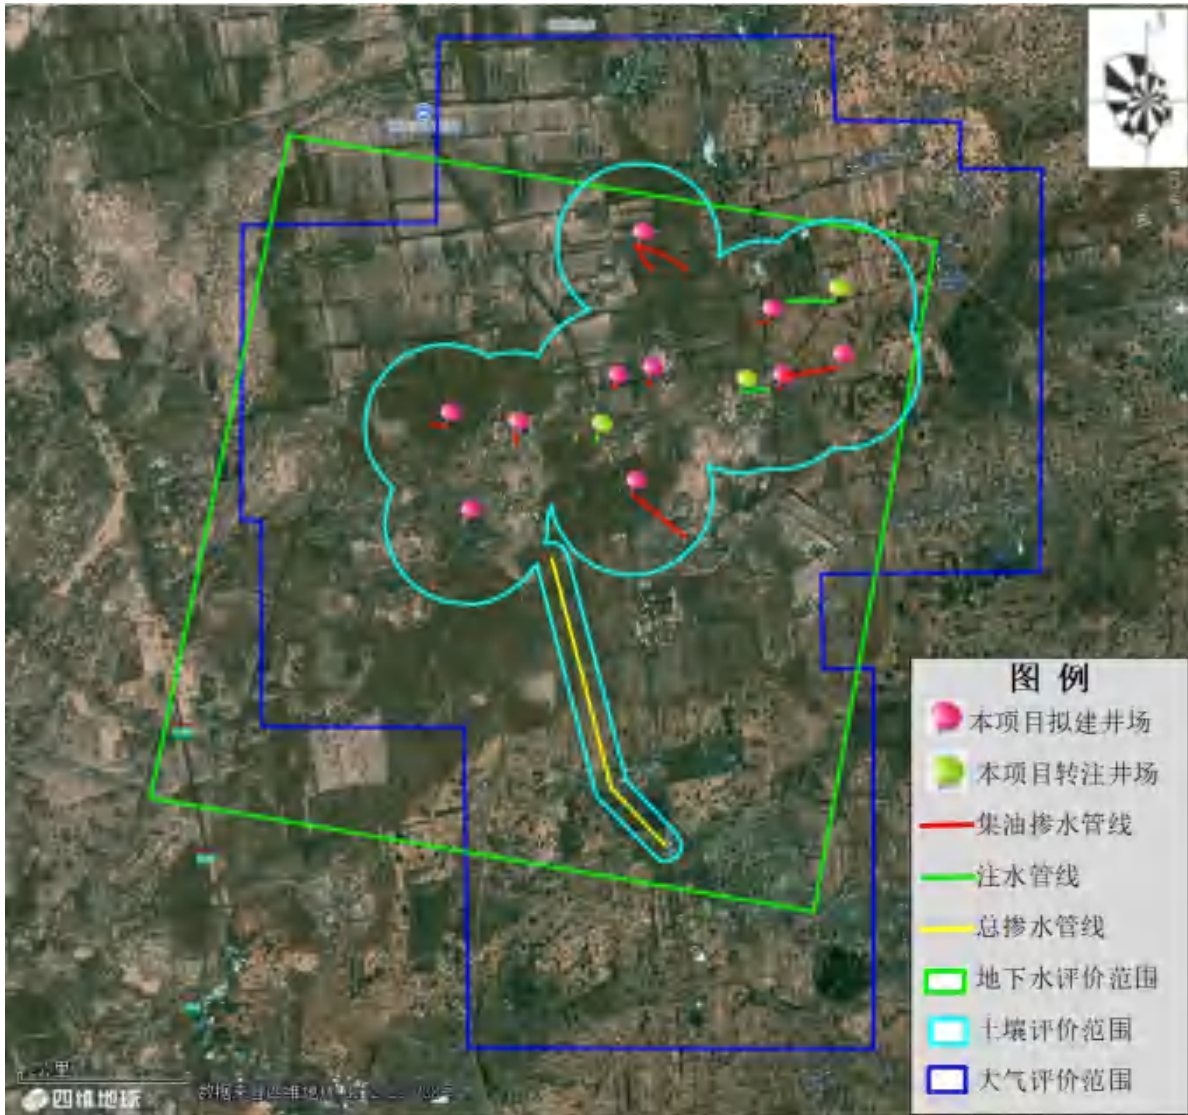 图 例
本项目拟建井场
本项目转注井场
集油掺水管线
注水管线
总掺水管线
地下水评价范围
土壤评价范围
大气评价范围
四维地球